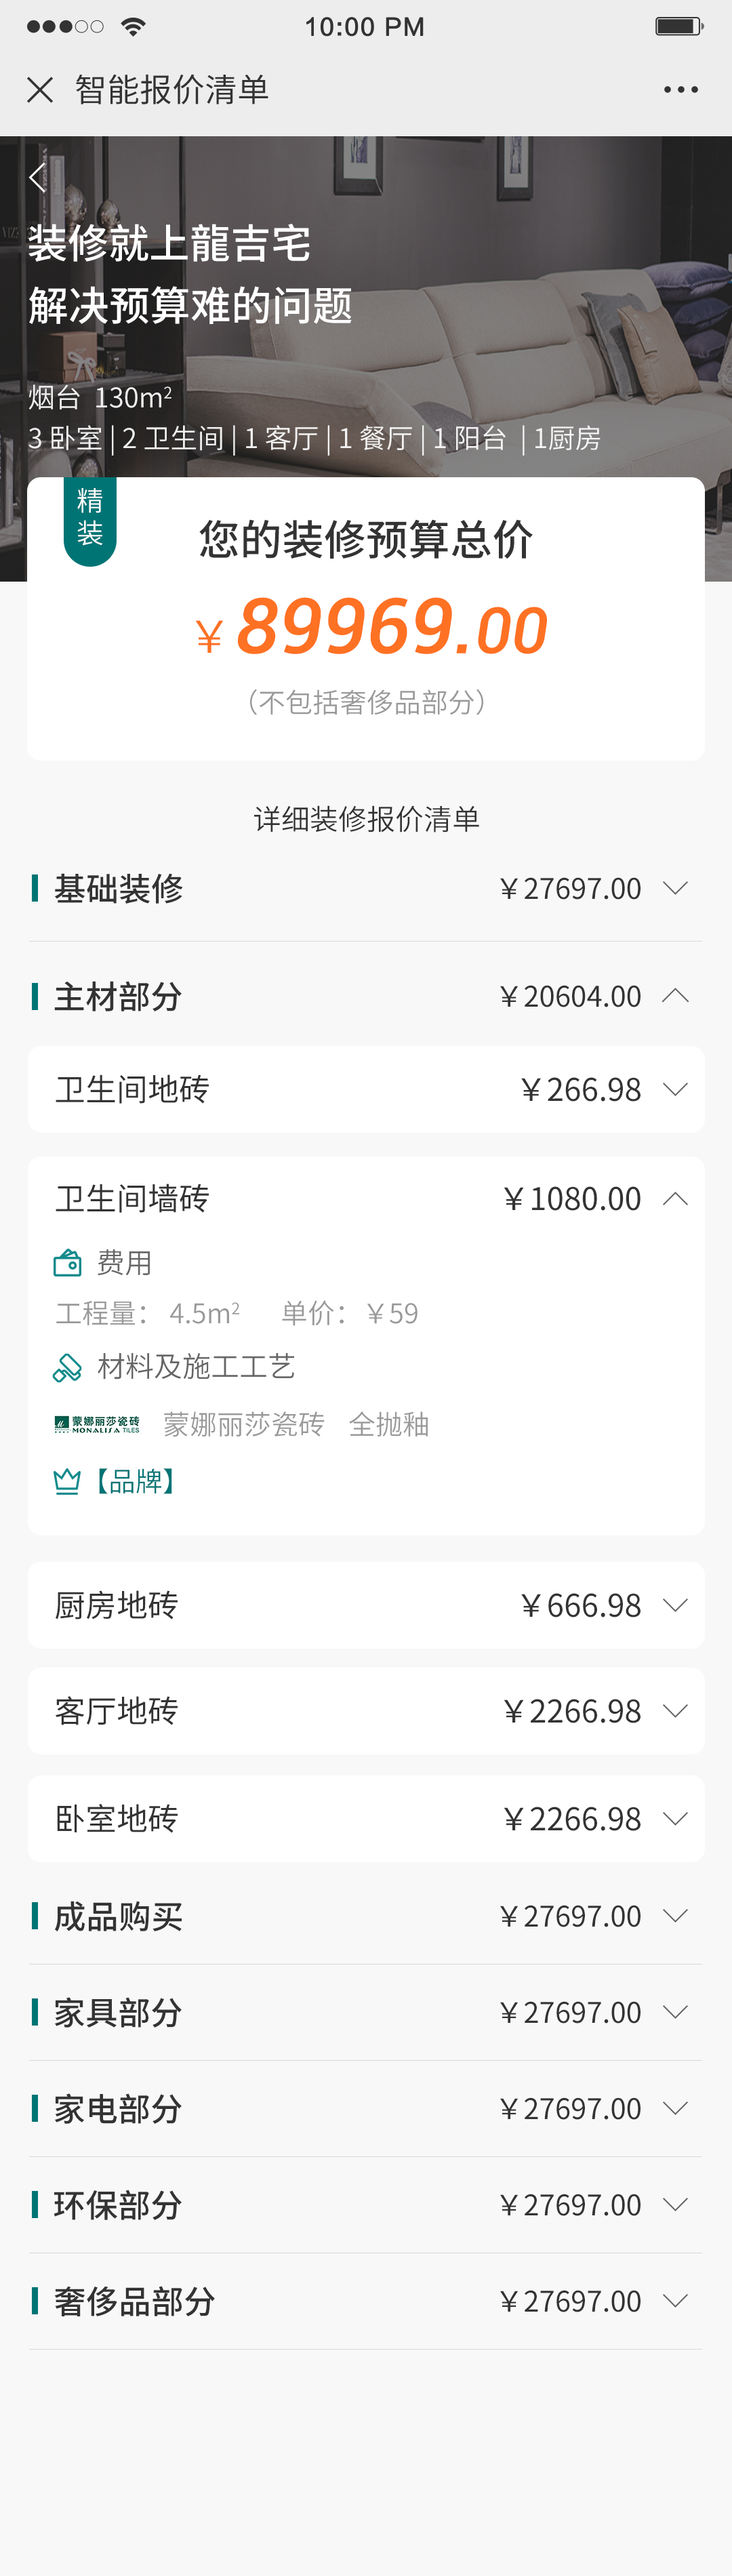 10:00 PM
智能报价清单
装修就上龍吉宅
解决预算难的问题
烟台 130m²
3 卧室 | 2 卫生间 | 1 客厅 | 1 餐厅 | 1 阳台 | 1厨房
精装
您的装修预算总价
¥ 89969.00
(不包括奢侈品部分)
详细装修报价清单
基础装修 ¥27697.00
主材部分 ¥20604.00
卫生间地砖 ¥266.98
卫生间墙砖 ¥1080.00
费用
工程量： 4.5m² 单价：¥59
材料及施工工艺
蒙娜丽莎瓷砖 MONALISA TILES 蒙娜丽莎瓷砖 全抛釉
【品牌】
厨房地砖 ¥666.98
客厅地砖 ¥2266.98
卧室地砖 ¥2266.98
成品购买 ¥27697.00
家具部分 ¥27697.00
家电部分 ¥27697.00
环保部分 ¥27697.00
奢侈品部分 ¥27697.00